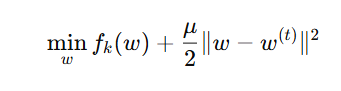 min_w f_k(w) + μ/2 ‖w − w^(t)‖²